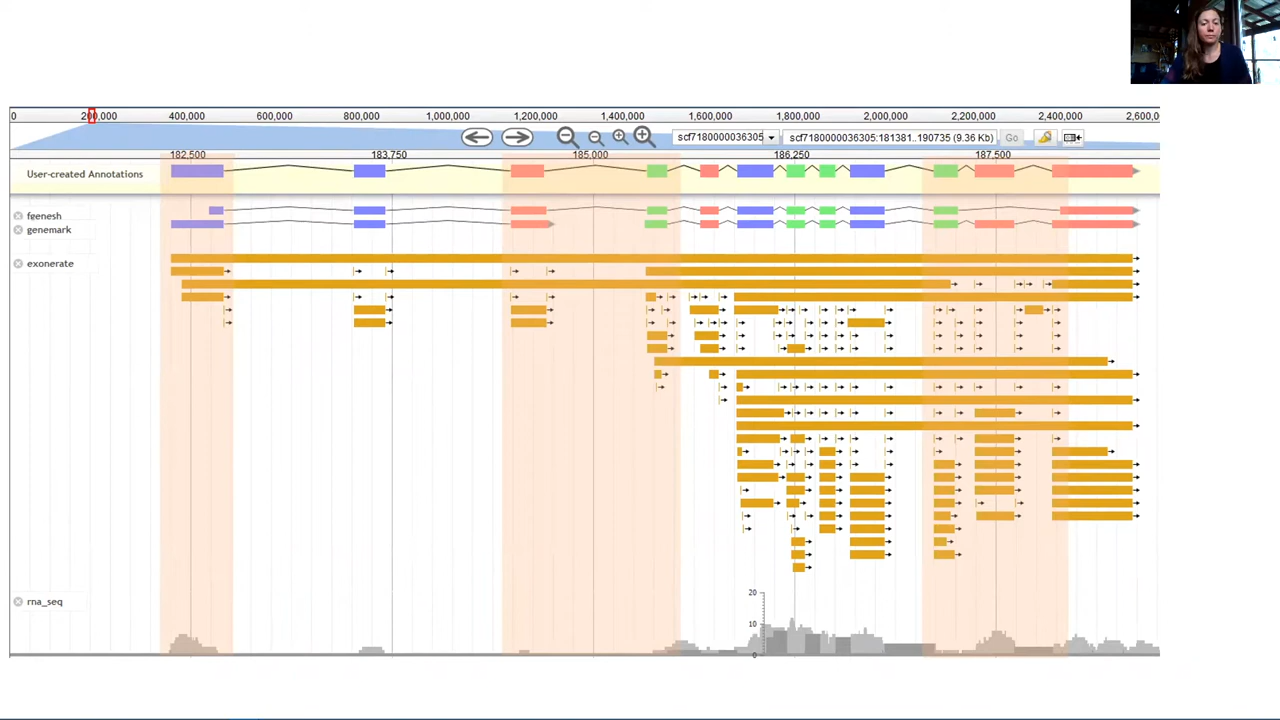 0 200,000 400,000 600,000 800,000 1,000,000 1,200,000 1,400,000 1,600,000 1,800,000 2,000,000 2,200,000 2,400,000 2,600,0
scf7180000036305 scf7180000036305:181381..190735 (9.36 Kb) Go
182,500 183,750 185,000 186,250 187,500
User-created Annotations
fgenesh
genemark
exonerate
20
rna_seq
10
0